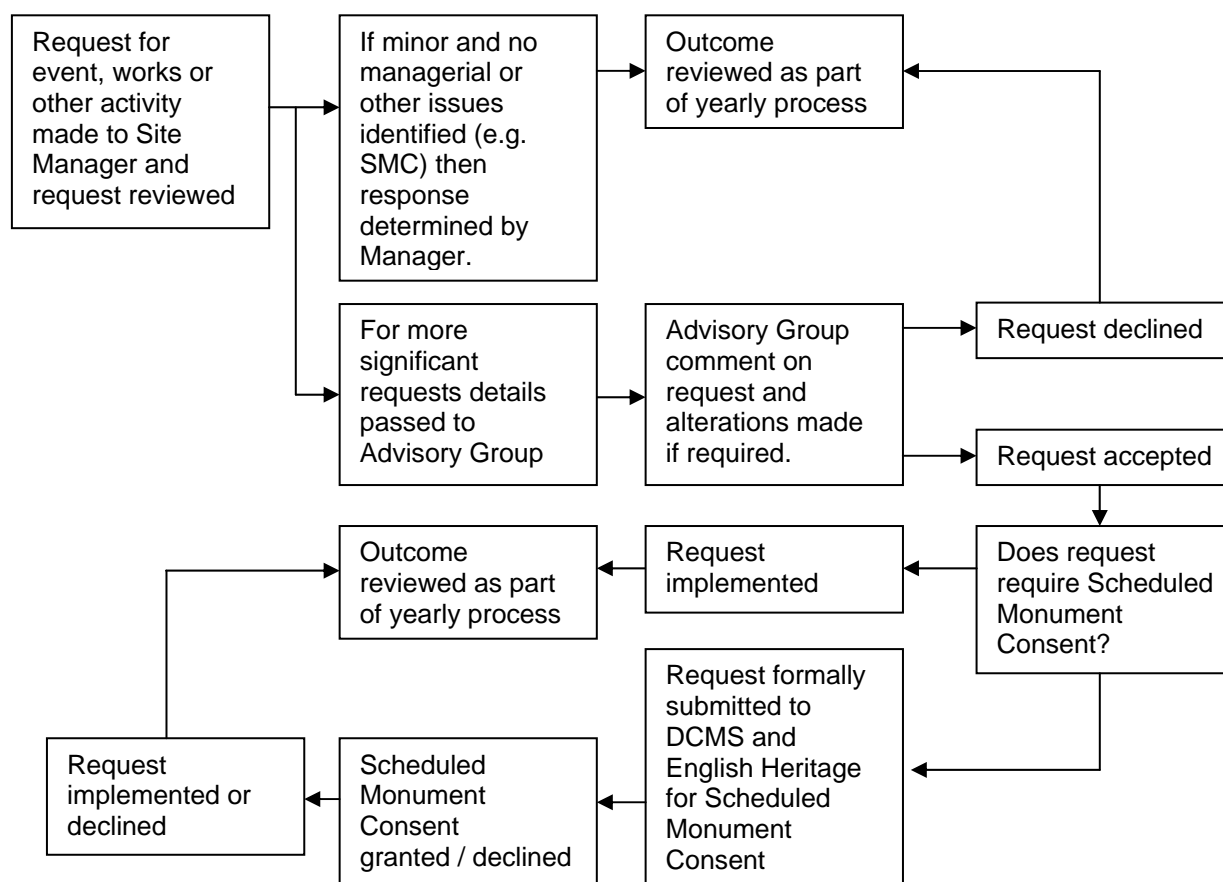 Request for
event, works or
other activity
made to Site
Manager and
request reviewed
If minor and no
managerial or
other issues
identified (e.g.
SMC) then
response
determined by
Manager.
Outcome
reviewed as part
of yearly process
For more
significant
requests details
passed to
Advisory Group
Advisory Group
comment on
request and
alterations made
if required.
Request declined
Request accepted
Does request
require Scheduled
Monument
Consent?
Request
implemented
Outcome
reviewed as part
of yearly process
Request formally
submitted to
DCMS and
English Heritage
for Scheduled
Monument
Consent
Scheduled
Monument
Consent
granted / declined
Request
implemented or
declined